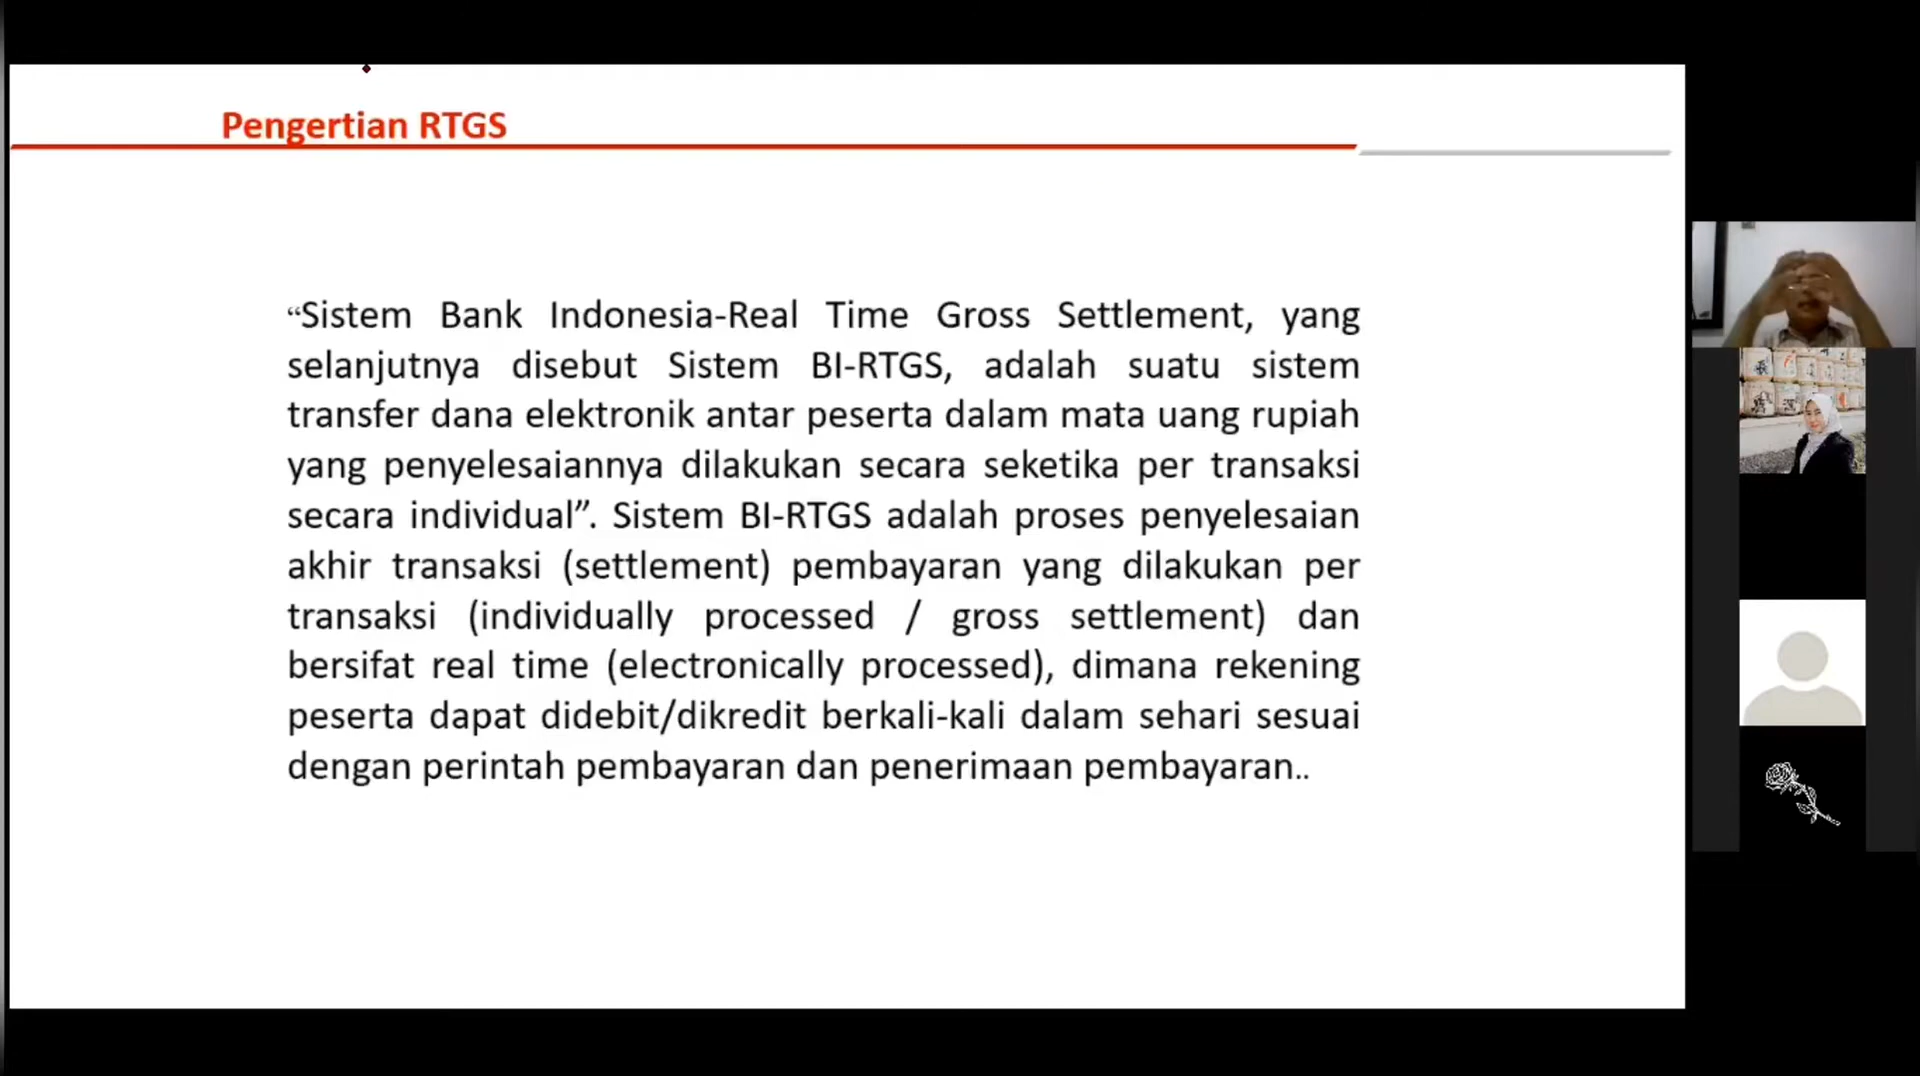 Pengertian RTGS
“Sistem Bank Indonesia-Real Time Gross Settlement, yang
selanjutnya disebut Sistem BI-RTGS, adalah suatu sistem
transfer dana elektronik antar peserta dalam mata uang rupiah
yang penyelesaiannya dilakukan secara seketika per transaksi
secara individual”. Sistem BI-RTGS adalah proses penyelesaian
akhir transaksi (settlement) pembayaran yang dilakukan per
transaksi (individually processed / gross settlement) dan
bersifat real time (electronically processed), dimana rekening
peserta dapat didebit/dikredit berkali-kali dalam sehari sesuai
dengan perintah pembayaran dan penerimaan pembayaran..